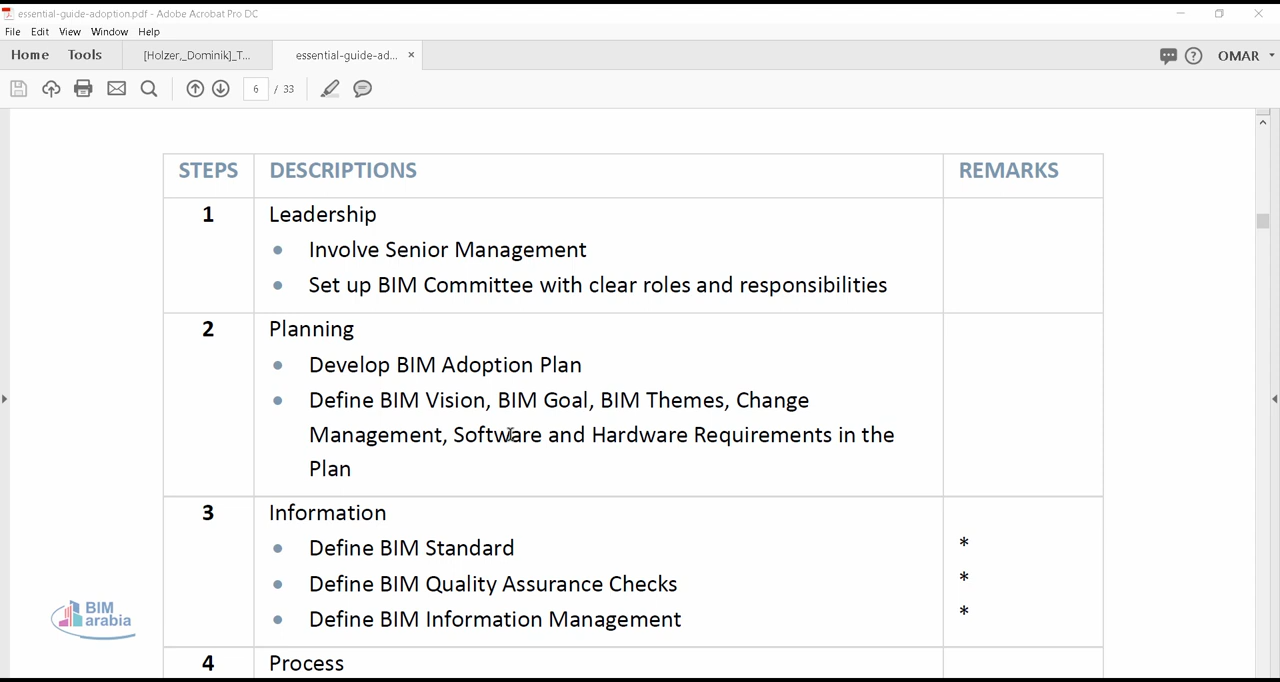 essential-guide-adoption.pdf - Adobe Acrobat Pro DC
File Edit View Window Help
Home Tools [Holzer,_Dominik]_T... essential-guide-ad... ×
OMAR
6 / 33
STEPS DESCRIPTIONS REMARKS
1 Leadership
• Involve Senior Management
• Set up BIM Committee with clear roles and responsibilities
2 Planning
• Develop BIM Adoption Plan
• Define BIM Vision, BIM Goal, BIM Themes, Change
Management, Software and Hardware Requirements in the
Plan
3 Information
• Define BIM Standard *
• Define BIM Quality Assurance Checks *
• Define BIM Information Management *
BIM
arabia
4 Process